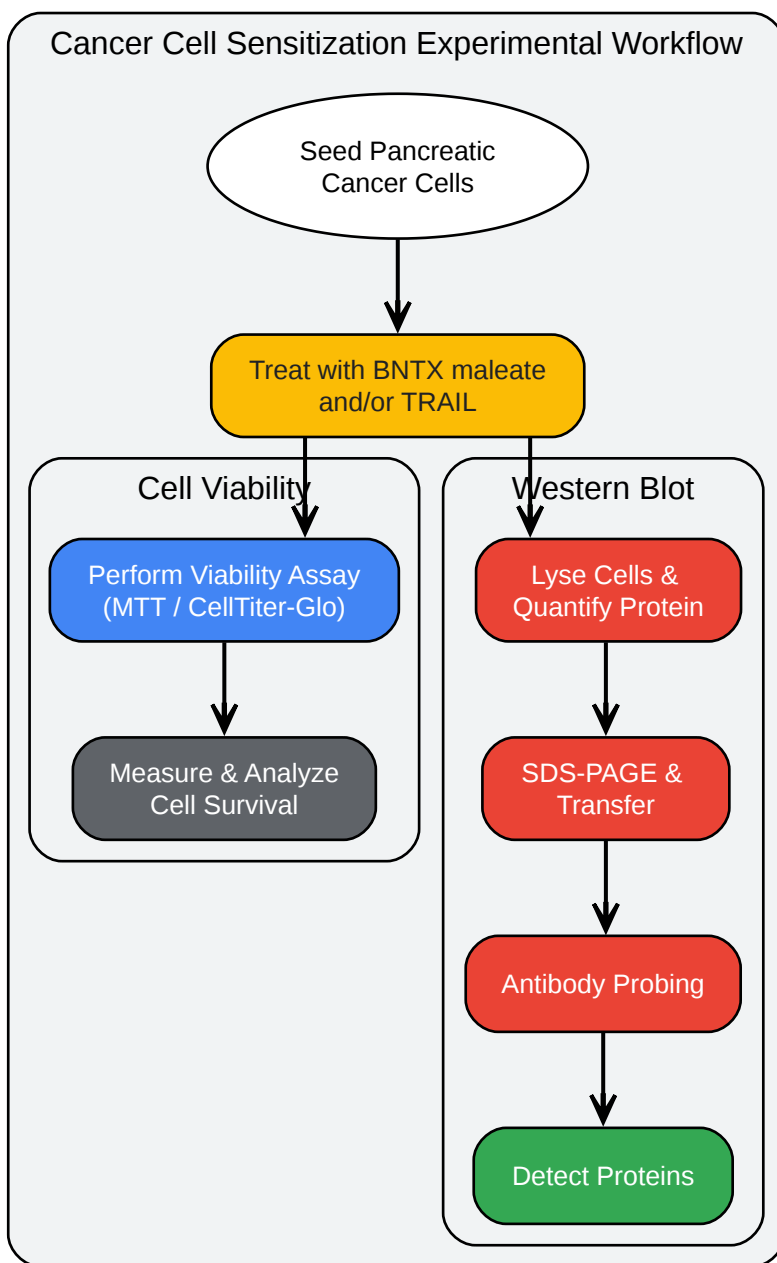 Cancer Cell Sensitization Experimental Workflow
Seed Pancreatic
Cancer Cells
Treat with BNTX maleate
and/or TRAIL
Cell Viability
Perform Viability Assay
(MTT / CellTiter-Glo)
Measure & Analyze
Cell Survival
Western Blot
Lyse Cells &
Quantify Protein
SDS-PAGE &
Transfer
Antibody Probing
Detect Proteins